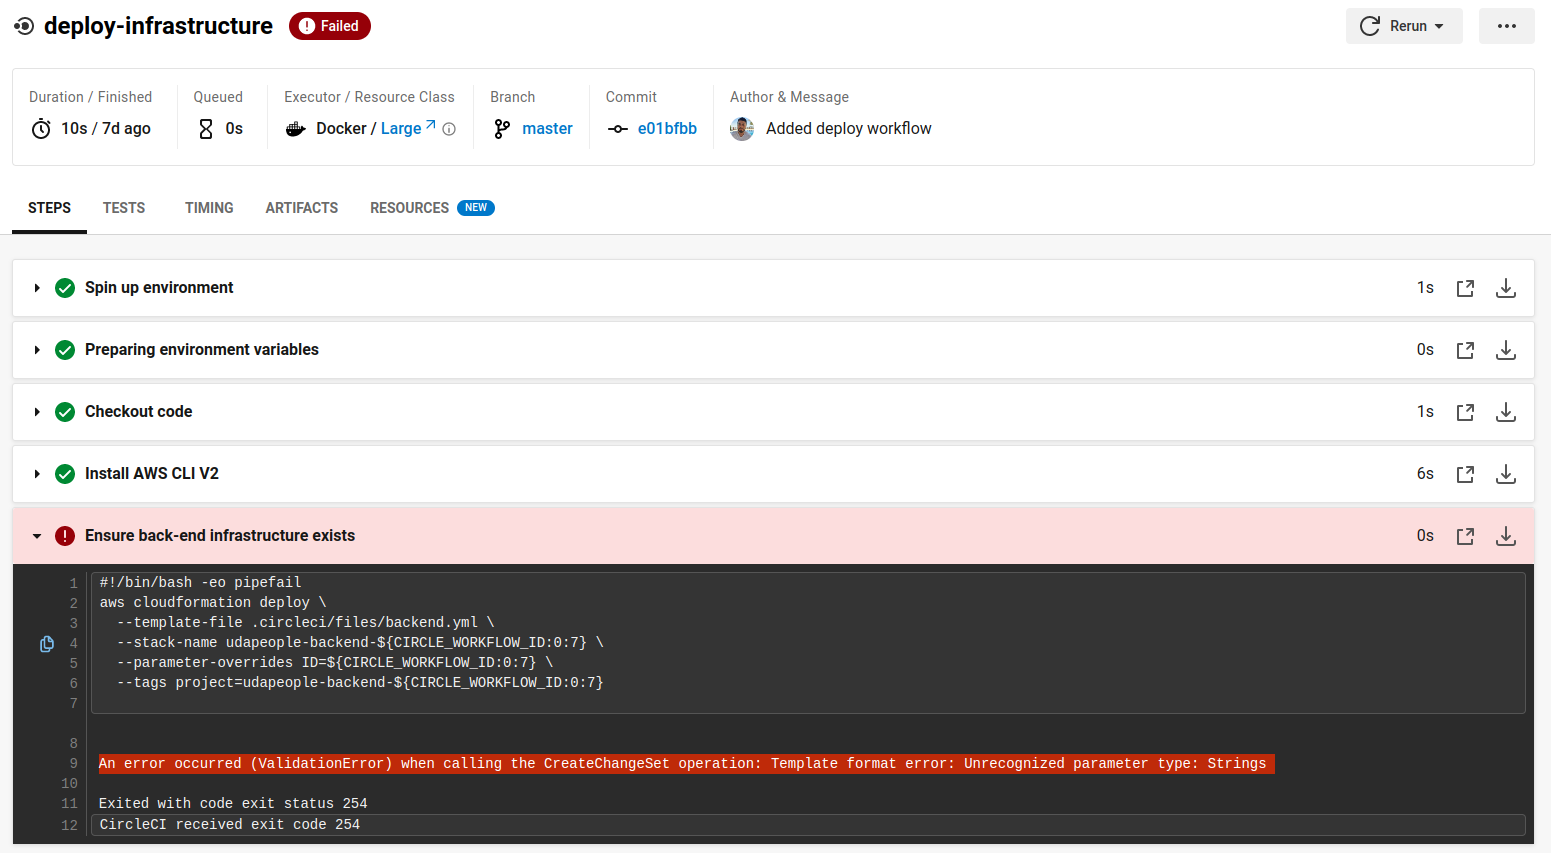 deploy-infrastructure Failed Rerun
Duration / Finished Queued Executor / Resource Class Branch Commit Author & Message
10s / 7d ago 0s Docker / Large master e01bfbb Added deploy workflow
STEPS TESTS TIMING ARTIFACTS RESOURCES NEW
Spin up environment 1s
Preparing environment variables 0s
Checkout code 1s
Install AWS CLI V2 6s
Ensure back-end infrastructure exists 0s
1 #!/bin/bash -eo pipefail
2 aws cloudformation deploy \
3   --template-file .circleci/files/backend.yml \
4   --stack-name udapeople-backend-${CIRCLE_WORKFLOW_ID:0:7} \
5   --parameter-overrides ID=${CIRCLE_WORKFLOW_ID:0:7} \
6   --tags project=udapeople-backend-${CIRCLE_WORKFLOW_ID:0:7}
7
8
9 An error occurred (ValidationError) when calling the CreateChangeSet operation: Template format error: Unrecognized parameter type: Strings
10
11 Exited with code exit status 254
12 CircleCI received exit code 254